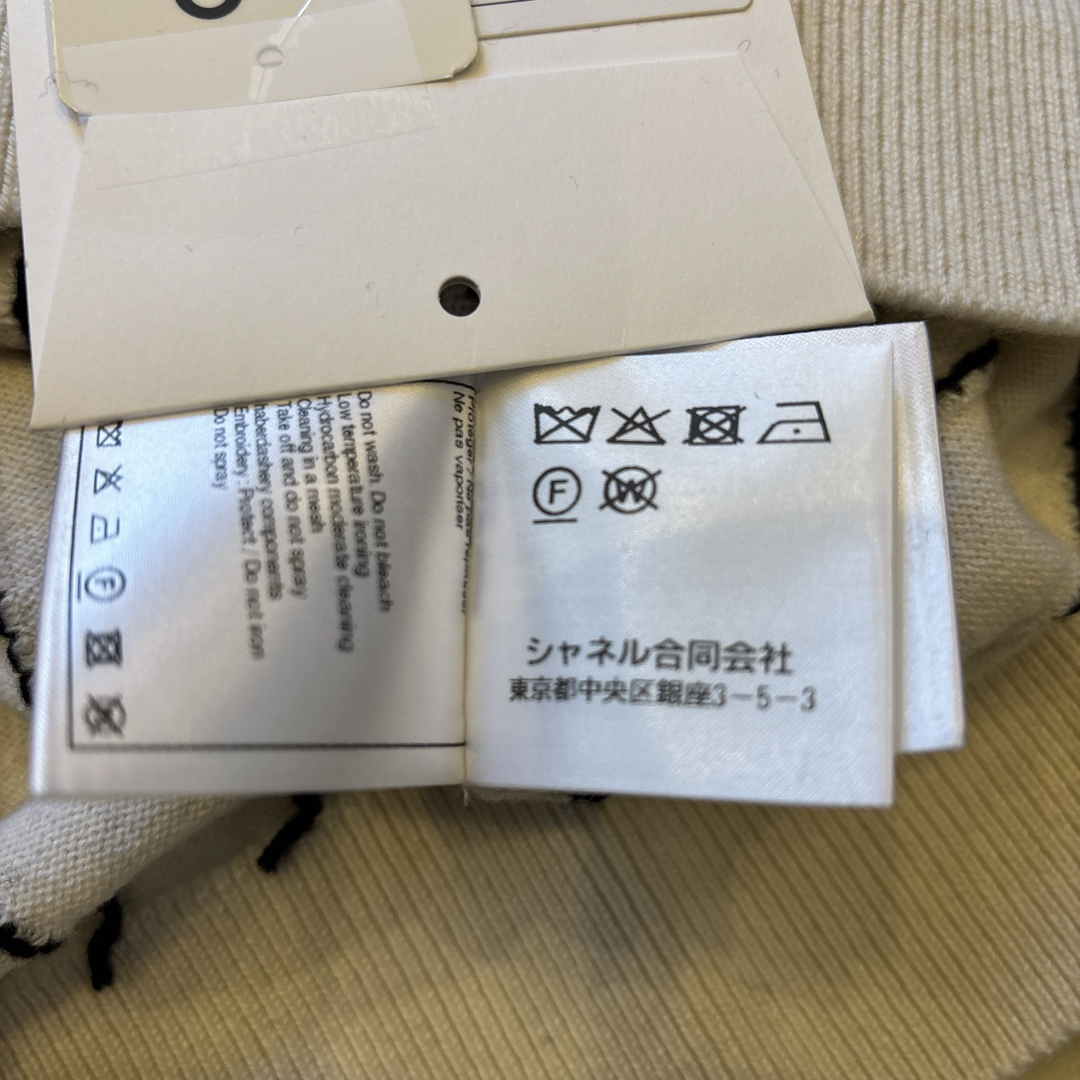 Do not wash. Do not bleach
Low temperature ironing
Hydrocarbon moderate cleaning
Cleaning in a mesh
Take off and do not spray
haberdashery components
Embroidery : Protect / Do not iron
Do not spray
Ne pas vaporiser
F
F
W
シャネル合同会社
東京都中央区銀座3-5-3